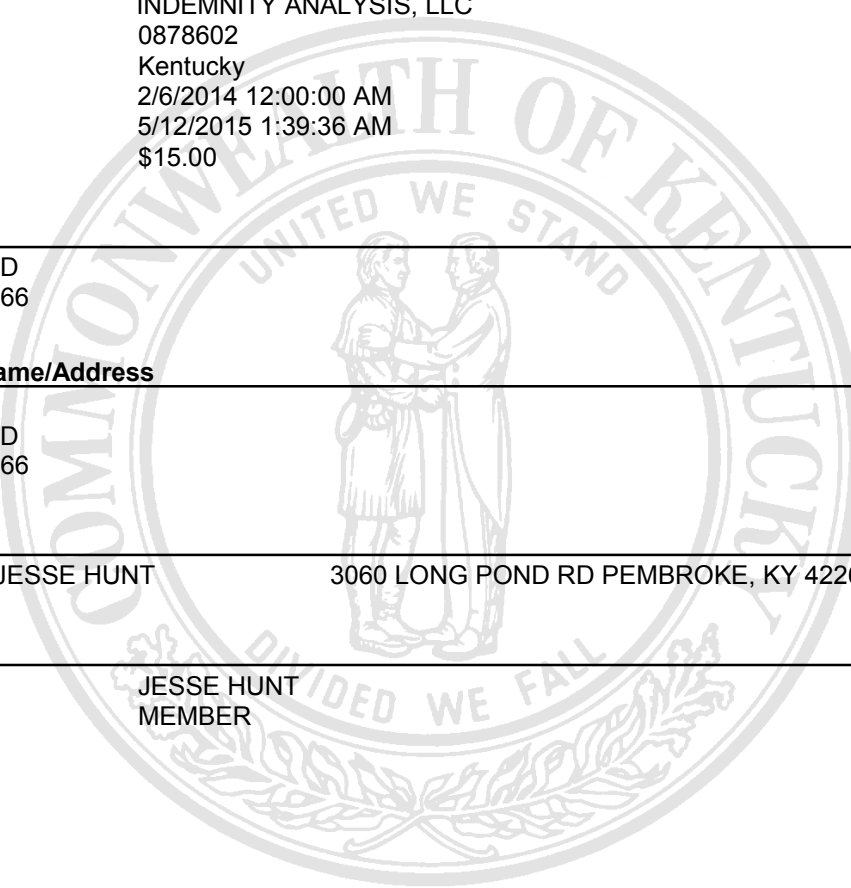 INDEMNITY ANALYSIS, LLC
0878602
Kentucky
2/6/2014 12:00:00 AM
5/12/2015 1:39:36 AM
$15.00
D
66
ame/Address
D
66
JESSE HUNT 3060 LONG POND RD PEMBROKE, KY 4226
JESSE HUNT
MEMBER
COMMONWEALTH OF KENTUCKY
UNITED WE STAND
DIVIDED WE FALL